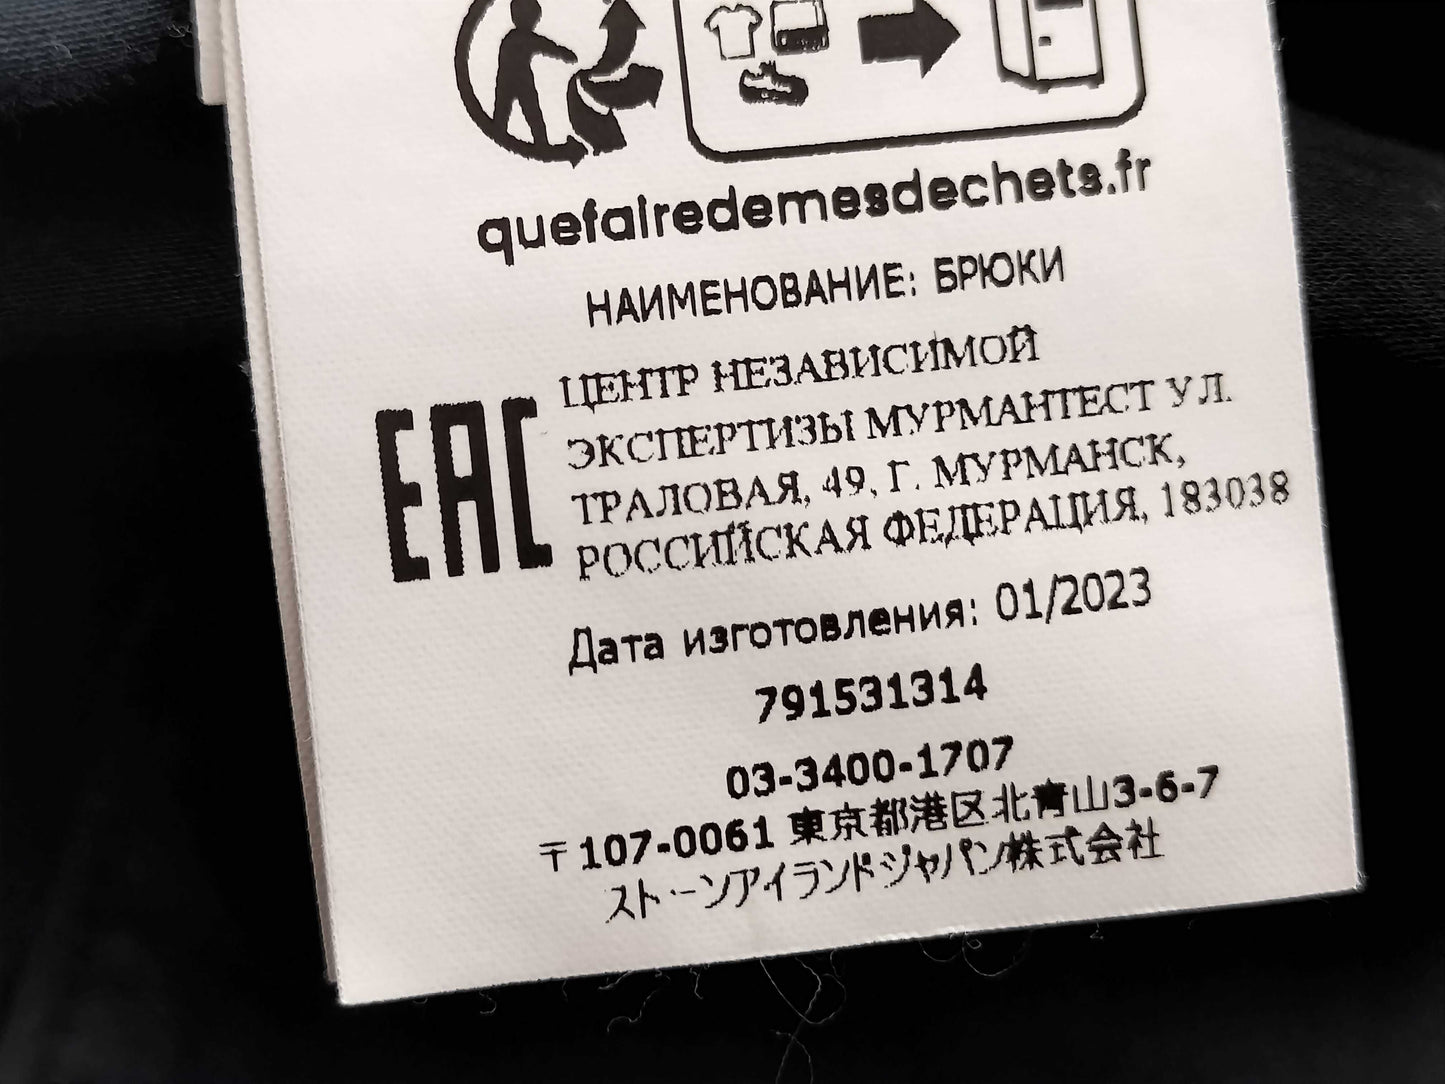 quefairedemesdechets.fr
НАИМЕНОВАНИЕ: БРЮКИ
EAC
ЦЕНТР НЕЗАВИСИМОЙ
ЭКСПЕРТИЗЫ МУРМАНТЕСТ УЛ.
ТРАЛОВАЯ, 49, Г. МУРМАНСК,
РОССИЙСКАЯ ФЕДЕРАЦИЯ, 183038
Дата изготовления: 01/2023
791531314
03-3400-1707
〒107-0061 東京都港区北青山3-6-7
ストーンアイランドジャパン株式会社